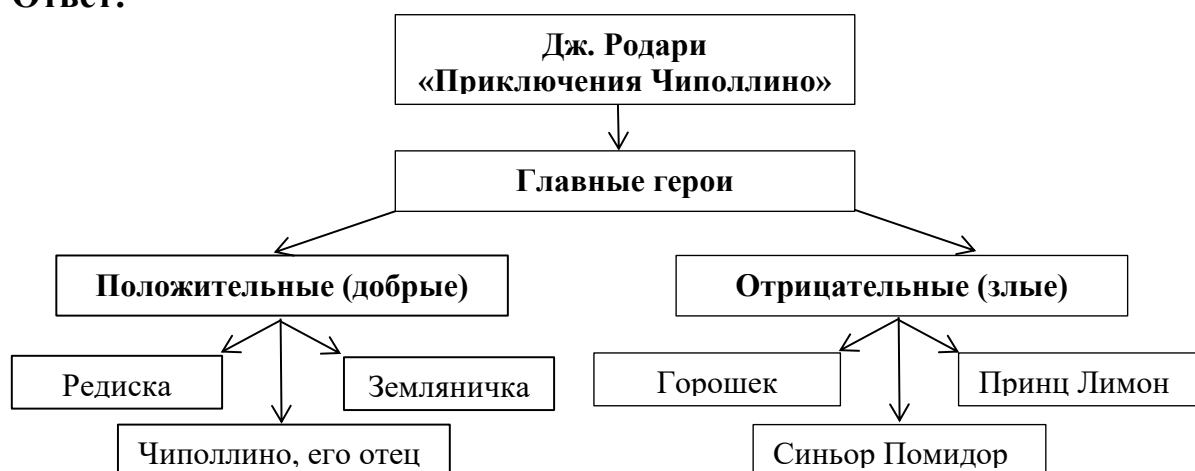 Ответ:
Дж. Родари
«Приключения Чиполлино»
Главные герои
Положительные (добрые)
Отрицательные (злые)
Редиска
Земляничка
Горошек
Принц Лимон
Чиполлино, его отец
Синьор Помидор